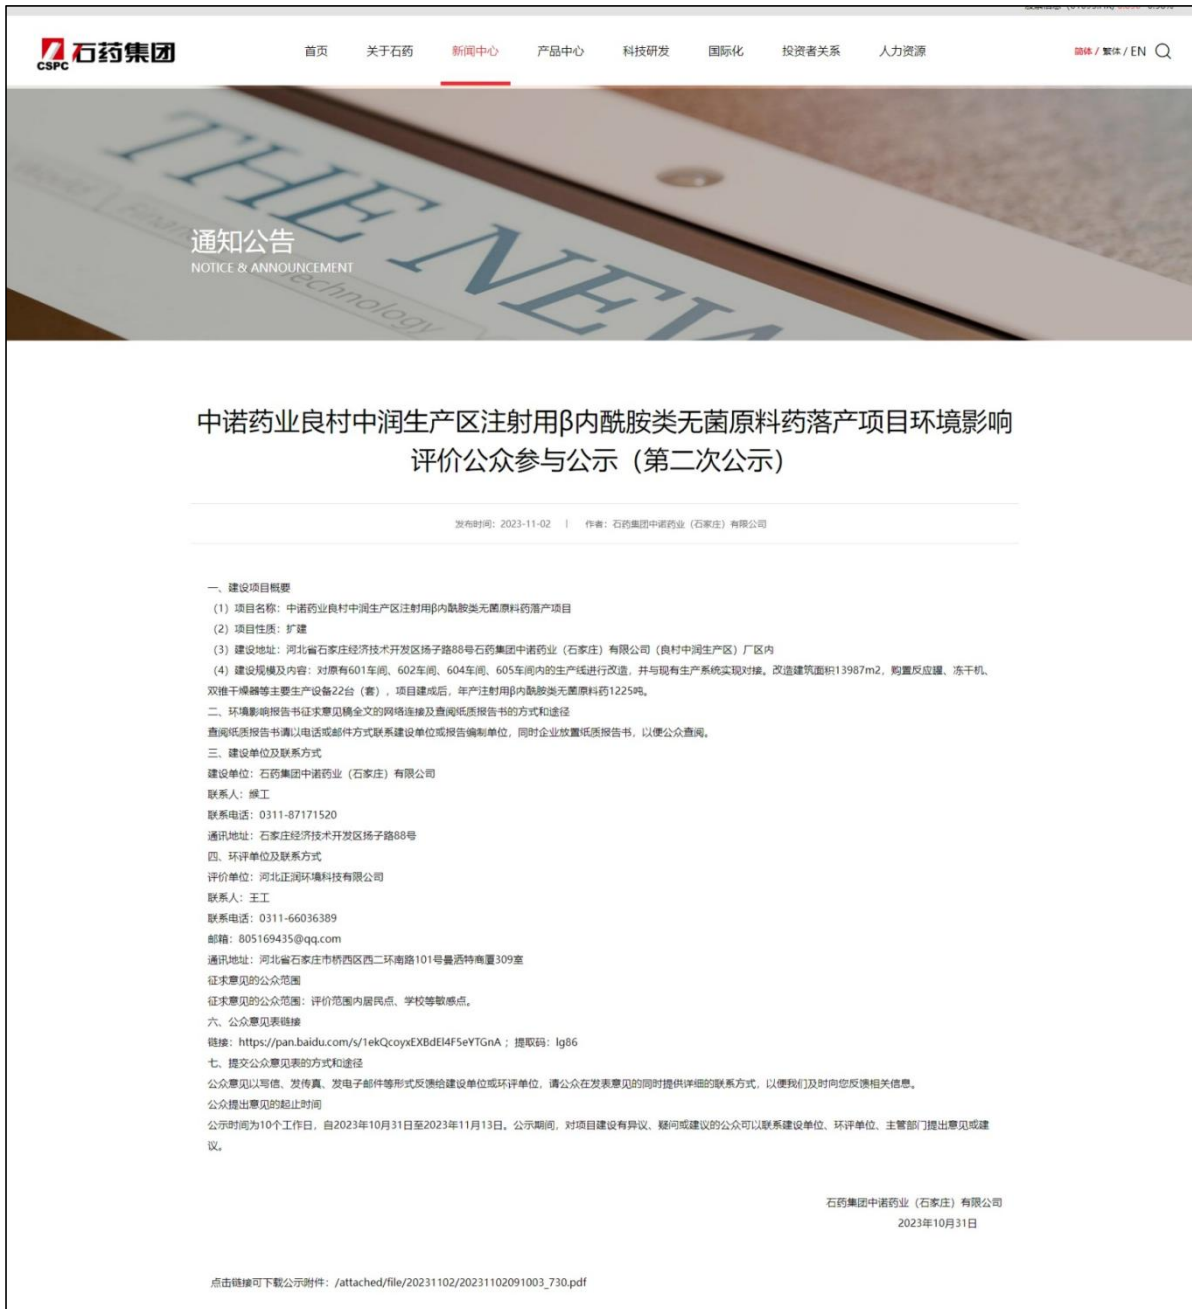 石药集团
CSPC
首页
关于石药
新闻中心
产品中心
科技研发
国际化
投资者关系
人力资源
简体 / 繁体 / EN
THE NEW
Technology
通知公告
NOTICE & ANNOUNCEMENT
中诺药业良村中润生产区注射用β内酰胺类无菌原料药落产项目环境影响
评价公众参与公示（第二次公示）
发布时间：2023-11-02 | 作者：石药集团中诺药业（石家庄）有限公司
一、建设项目概要
（1）项目名称：中诺药业良村中润生产区注射用β内酰胺类无菌原料药落产项目
（2）项目性质：扩建
（3）建设地址：河北省石家庄经济技术开发区扬子路88号石药集团中诺药业（石家庄）有限公司（良村中润生产区）厂区内
（4）建设规模及内容：对原有601车间、602车间、604车间、605车间内的生产线进行改造，并与现有生产系统实现对接。改造建筑面积13987m2，购置反应罐、冻干机、
双锥干燥器等主要生产设备22台（套），项目建成后，年产注射用β内酰胺类无菌原料药1225吨。
二、环境影响报告书征求意见稿全文的网络连接及查阅纸质报告书的方式和途径
查阅纸质报告书请以电话或邮件方式联系建设单位或报告编制单位，同时企业放置纸质报告书，以便公众查阅。
三、建设单位及联系方式
建设单位：石药集团中诺药业（石家庄）有限公司
联系人：缑工
联系电话：0311-87171520
通讯地址：石家庄经济技术开发区扬子路88号
四、环评单位及联系方式
评价单位：河北正润环境科技有限公司
联系人：王工
联系电话：0311-66036389
邮箱：805169435@qq.com
通讯地址：河北省石家庄市桥西区西二环南路101号曼洒特商厦309室
征求意见的公众范围
征求意见的公众范围：评价范围内居民点、学校等敏感点。
六、公众意见表链接
链接：https://pan.baidu.com/s/1ekQcoyxEXBdEl4F5eYTGnA ；提取码：lg86
七、提交公众意见表的方式和途径
公众意见以写信、发传真、发电子邮件等形式反馈给建设单位或环评单位，请公众在发表意见的同时提供详细的联系方式，以便我们及时向您反馈相关信息。
公众提出意见的起止时间
公示时间为10个工作日，自2023年10月31日至2023年11月13日。公示期间，对项目建设有异议、疑问或建议的公众可以联系建设单位、环评单位、主管部门提出意见或建
议。
石药集团中诺药业（石家庄）有限公司
2023年10月31日
点击链接可下载公示附件：/attached/file/20231102/20231102091003_730.pdf